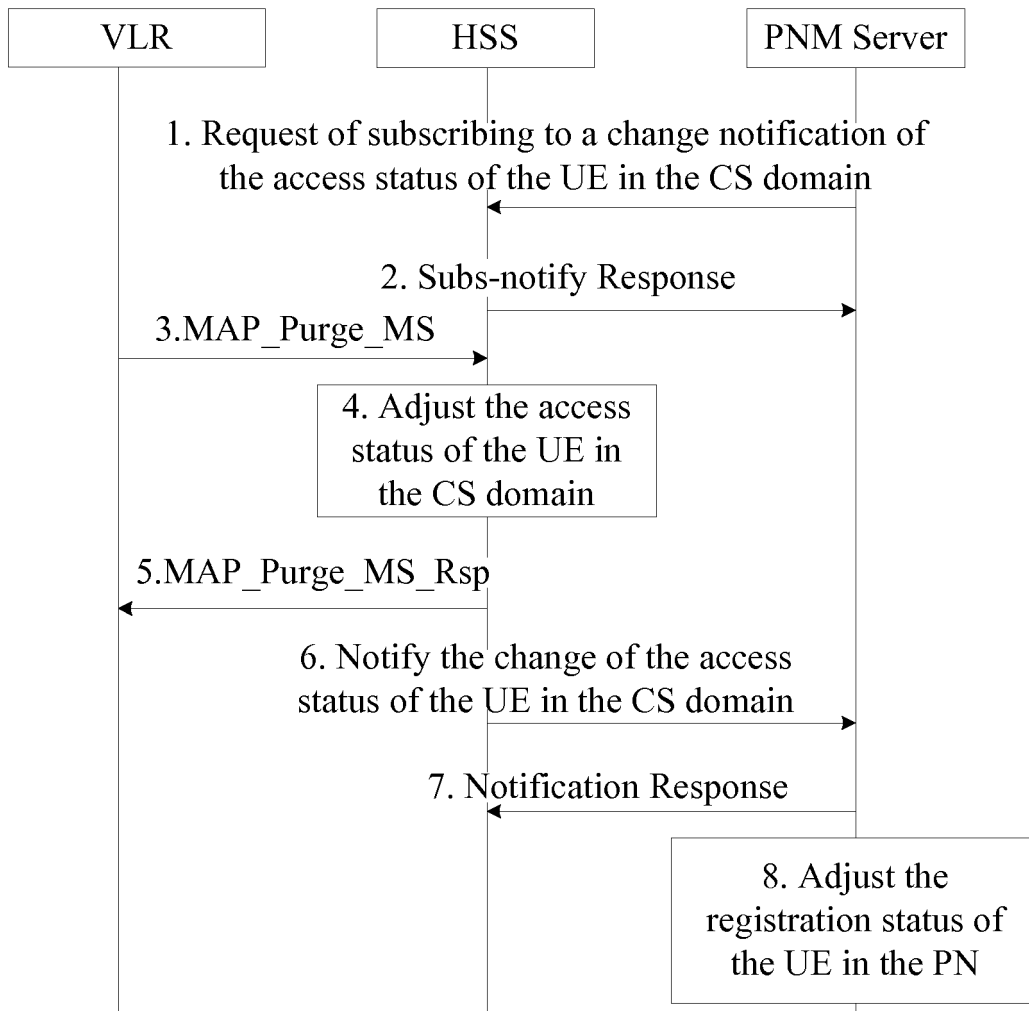 VLR
HSS
PNM Server
1. Request of subscribing to a change notification of
the access status of the UE in the CS domain
2. Subs-notify Response
3.MAP_Purge_MS
4. Adjust the access
status of the UE in
the CS domain
5.MAP_Purge_MS_Rsp
6. Notify the change of the access
status of the UE in the CS domain
7. Notification Response
8. Adjust the
registration status of
the UE in the PN